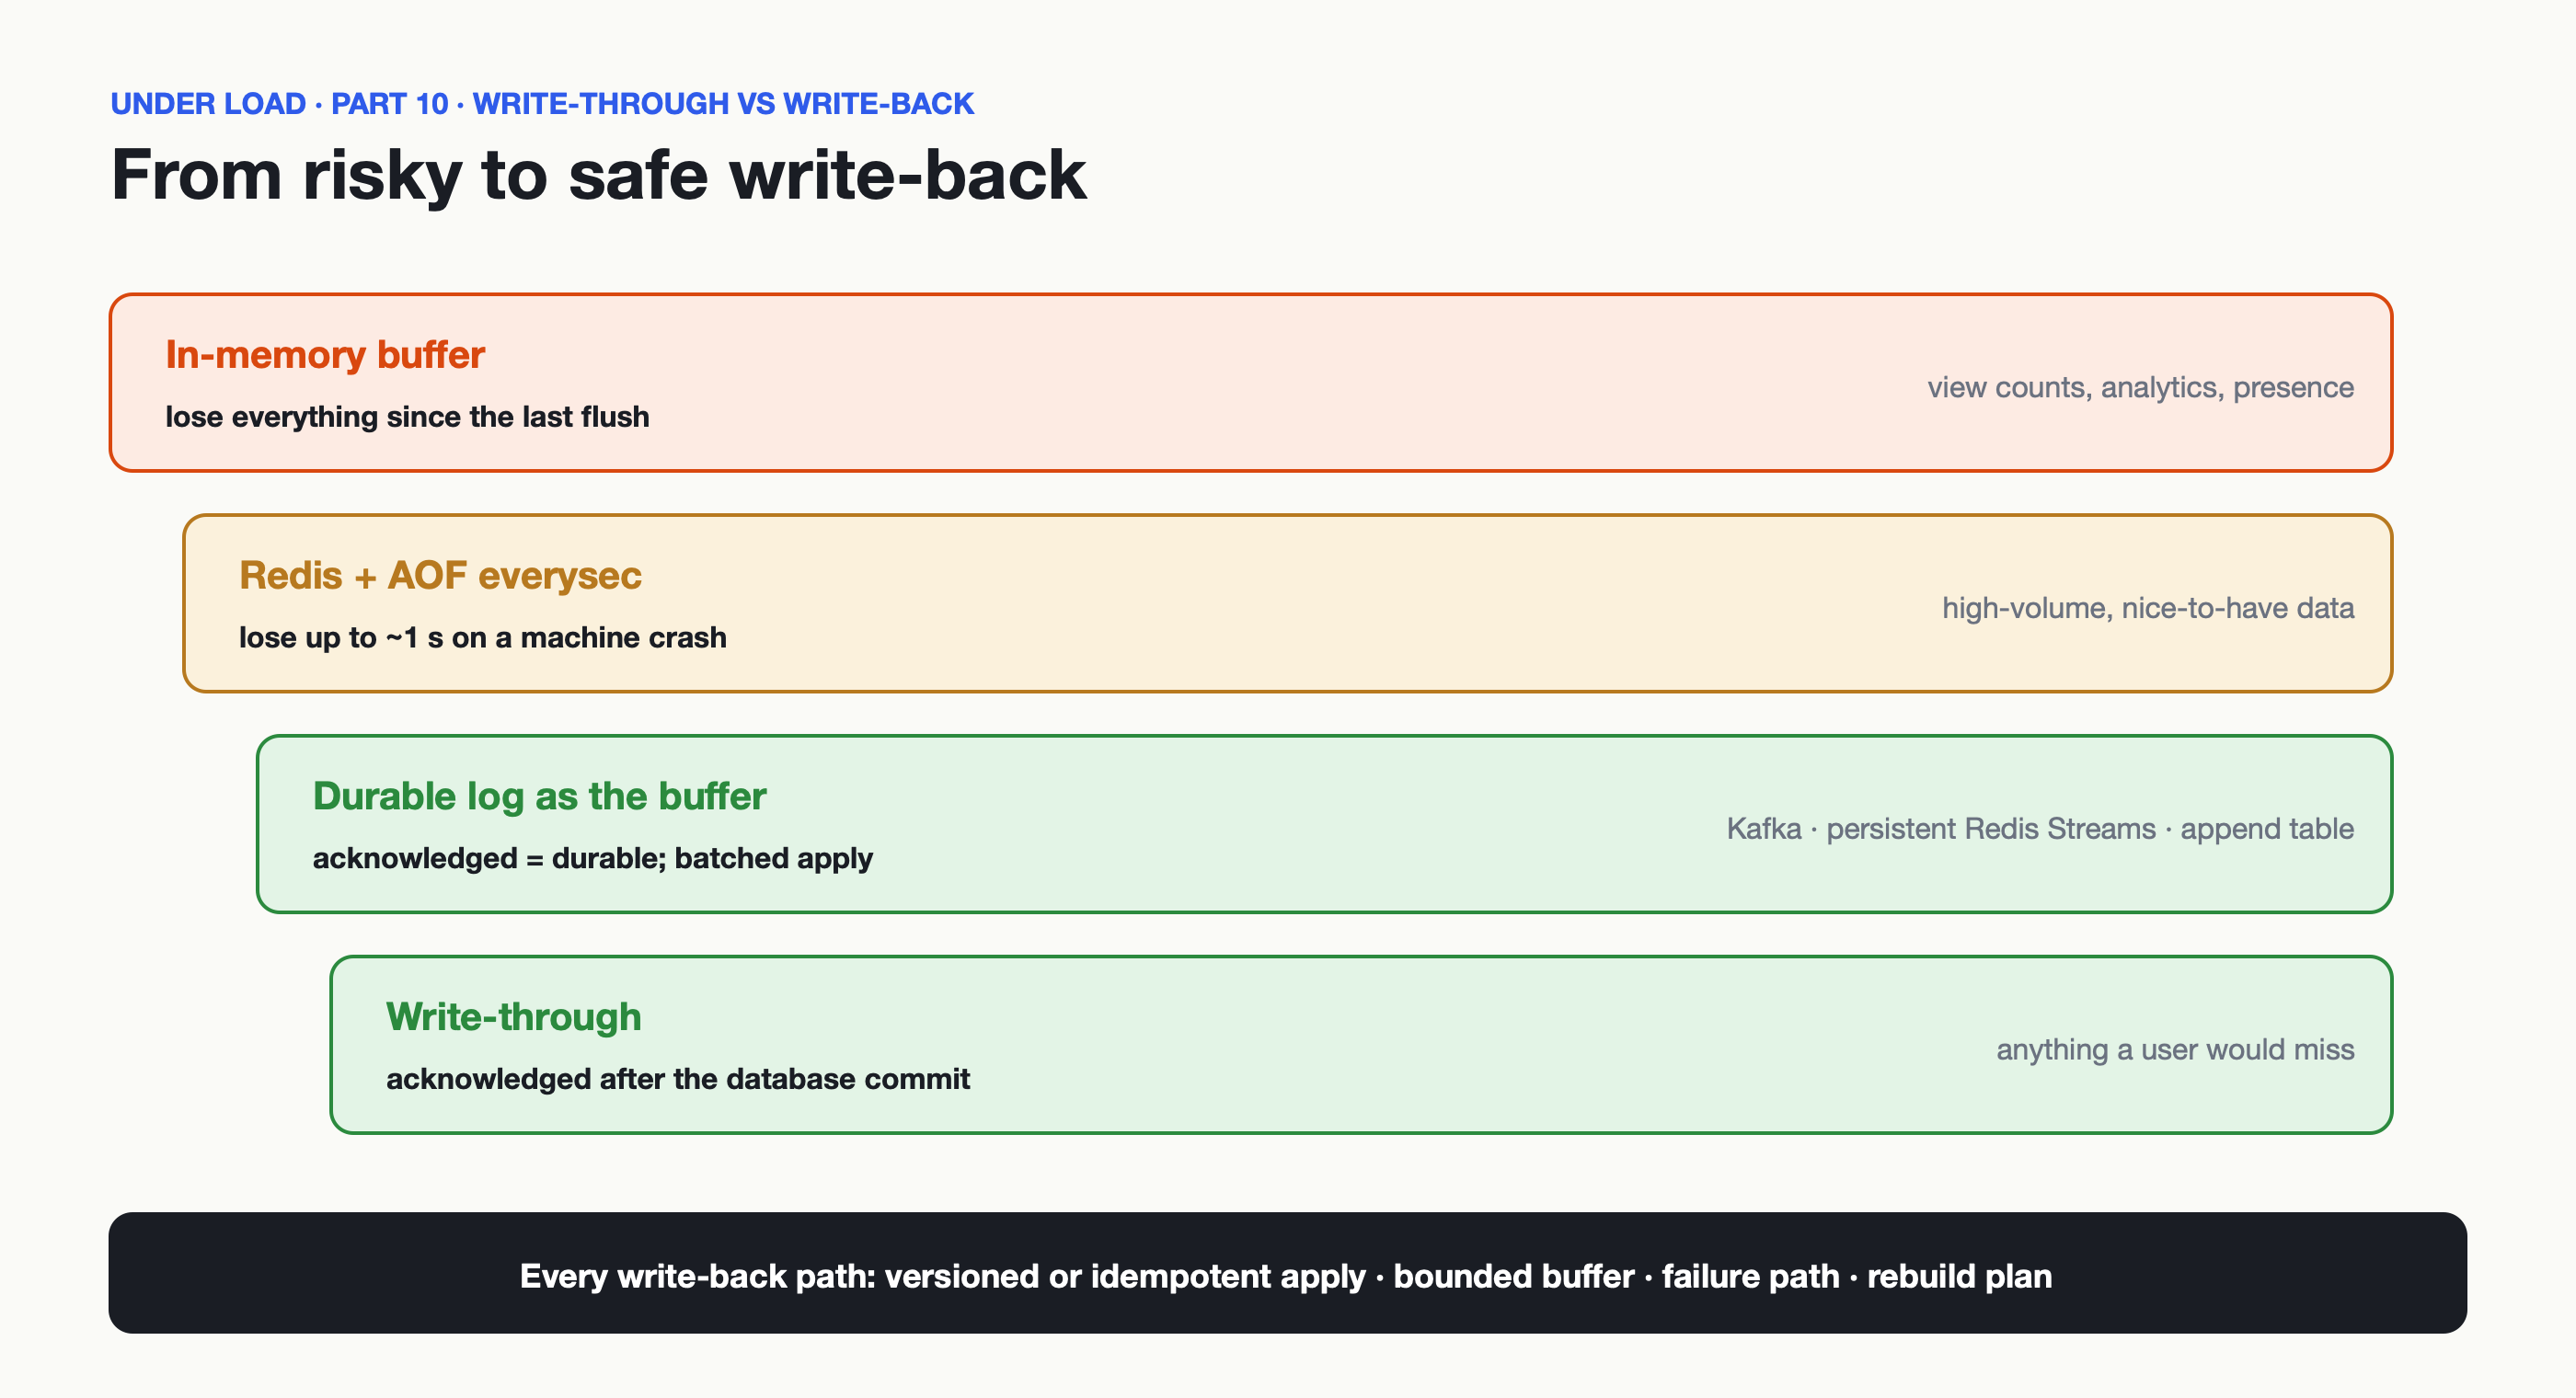 UNDER LOAD · PART 10 · WRITE-THROUGH VS WRITE-BACK
From risky to safe write-back
In-memory buffer
lose everything since the last flush
view counts, analytics, presence
Redis + AOF everysec
lose up to ~1 s on a machine crash
high-volume, nice-to-have data
Durable log as the buffer
acknowledged = durable; batched apply
Kafka · persistent Redis Streams · append table
Write-through
acknowledged after the database commit
anything a user would miss
Every write-back path: versioned or idempotent apply · bounded buffer · failure path · rebuild plan